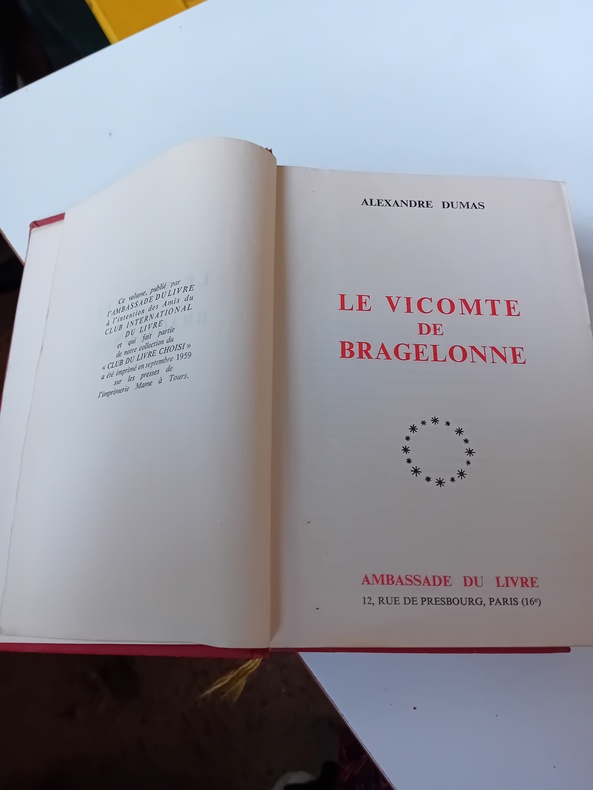 Ce volume, publié par
l'AMBASSADE DU LIVRE
à l'intention des Amis du
CLUB INTERNATIONAL
DU LIVRE
et qui fait partie
de notre collection du
« CLUB DU LIVRE CHOISI »
a été imprimé en septembre 1959
sur les presses de
l'imprimerie Mame à Tours.
ALEXANDRE DUMAS
LE VICOMTE
DE
BRAGELONNE
AMBASSADE DU LIVRE
12, RUE DE PRESBOURG, PARIS (16e)